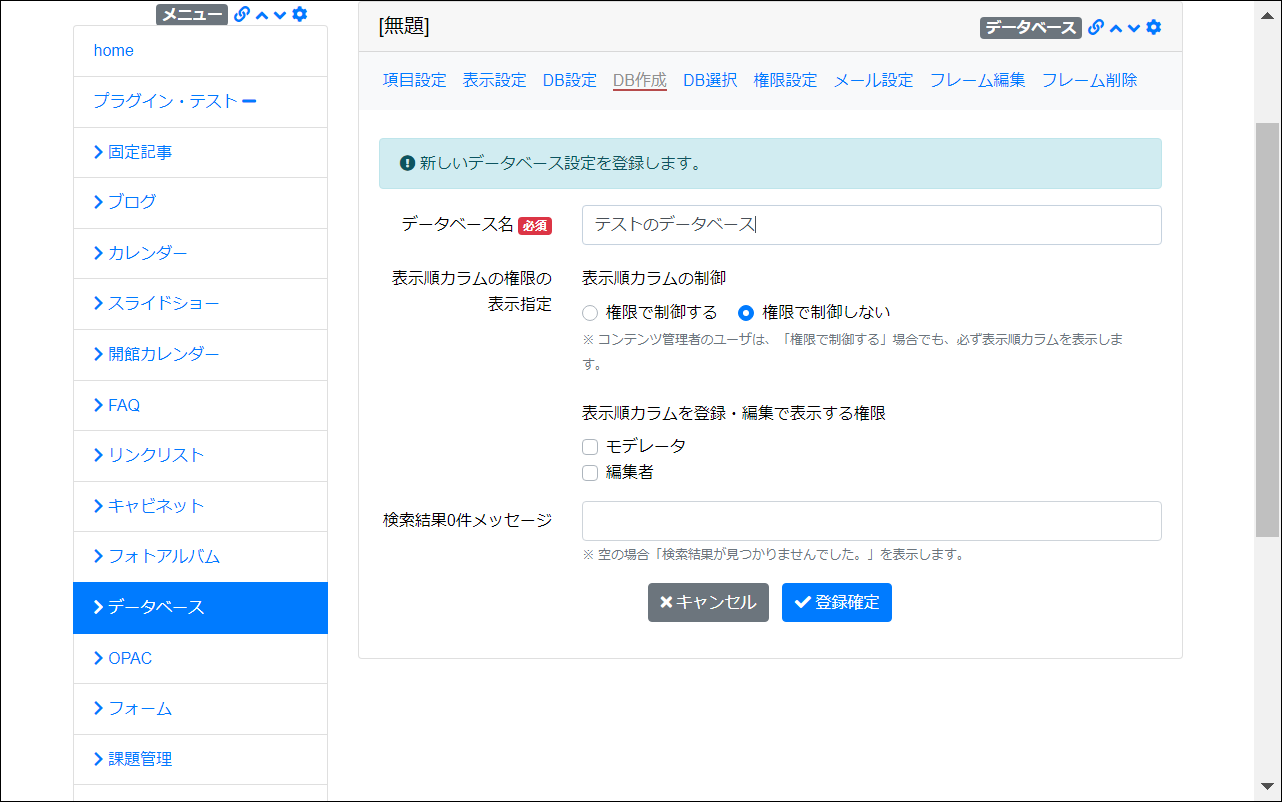 メニュー
home
プラグイン・テスト
固定記事
ブログ
カレンダー
スライドショー
開館カレンダー
FAQ
リンクリスト
キャビネット
フォトアルバム
データベース
OPAC
フォーム
課題管理
[無題]
データベース
項目設定 表示設定 DB設定 DB作成 DB選択 権限設定 メール設定 フレーム編集 フレーム削除
新しいデータベース設定を登録します。
データベース名 必須 テストのデータベース
表示順カラムの権限の
表示指定
表示順カラムの制御
権限で制御する 権限で制御しない
※ コンテンツ管理者のユーザは、「権限で制御する」場合でも、必ず表示順カラムを表示しま
す。
表示順カラムを登録・編集で表示する権限
モデレータ
編集者
検索結果0件メッセージ
※ 空の場合「検索結果が見つかりませんでした。」を表示します。
キャンセル 登録確定